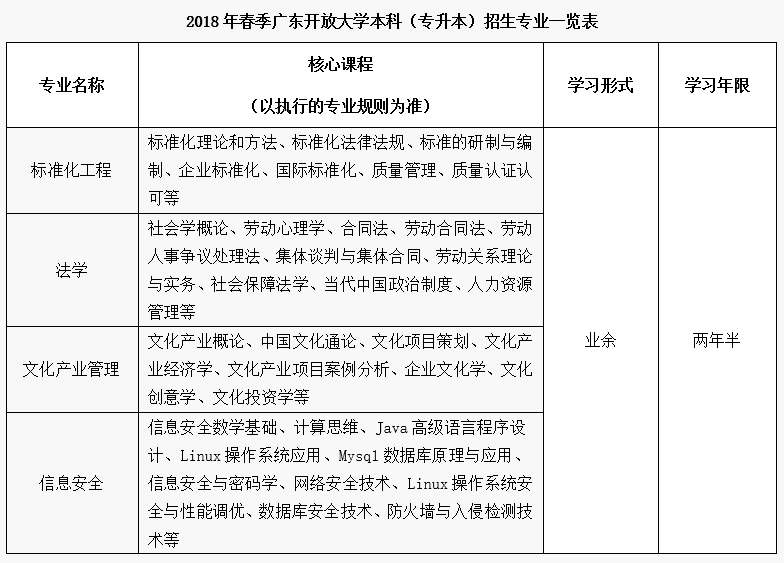 2018年春季广东开放大学本科（专升本）招生专业一览表
专业名称
核心课程
（以执行的专业规则为准）
学习形式
学习年限
标准化工程
标准化理论和方法、标准化法律法规、标准的研制与编
制、企业标准化、国际标准化、质量管理、质量认证认
可等
法学
社会学概论、劳动心理学、合同法、劳动合同法、劳动
人事争议处理法、集体谈判与集体合同、劳动关系理论
与实务、社会保障法学、当代中国政治制度、人力资源
管理等
文化产业管理
文化产业概论、中国文化通论、文化项目策划、文化产
业经济学、文化产业项目案例分析、企业文化学、文化
创意学、文化投资学等
信息安全
信息安全数学基础、计算思维、Java高级语言程序设
计、Linux操作系统应用、Mysql数据库原理与应用、
信息安全与密码学、网络安全技术、Linux操作系统安
全与性能调优、数据库安全技术、防火墙与入侵检测技
术等
业余
两年半